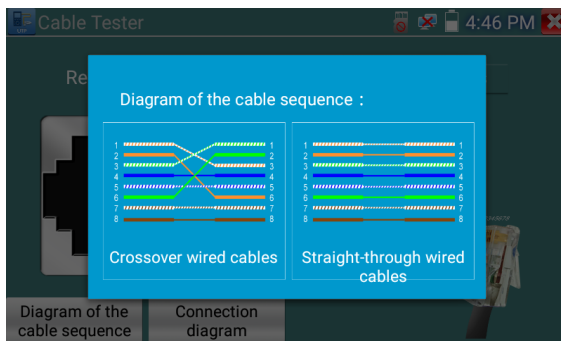 Cable Tester
4:46 PM
Off
Re
Diagram of the cable sequence :
1 1
2 2
3 3
4 4
5 5
6 6
7 7
8 8
Crossover wired cables
1 1
2 2
3 3
4 4
5 5
6 6
7 7
8 8
Straight-through wired
cables
Diagram of the
cable sequence
Connection
diagram